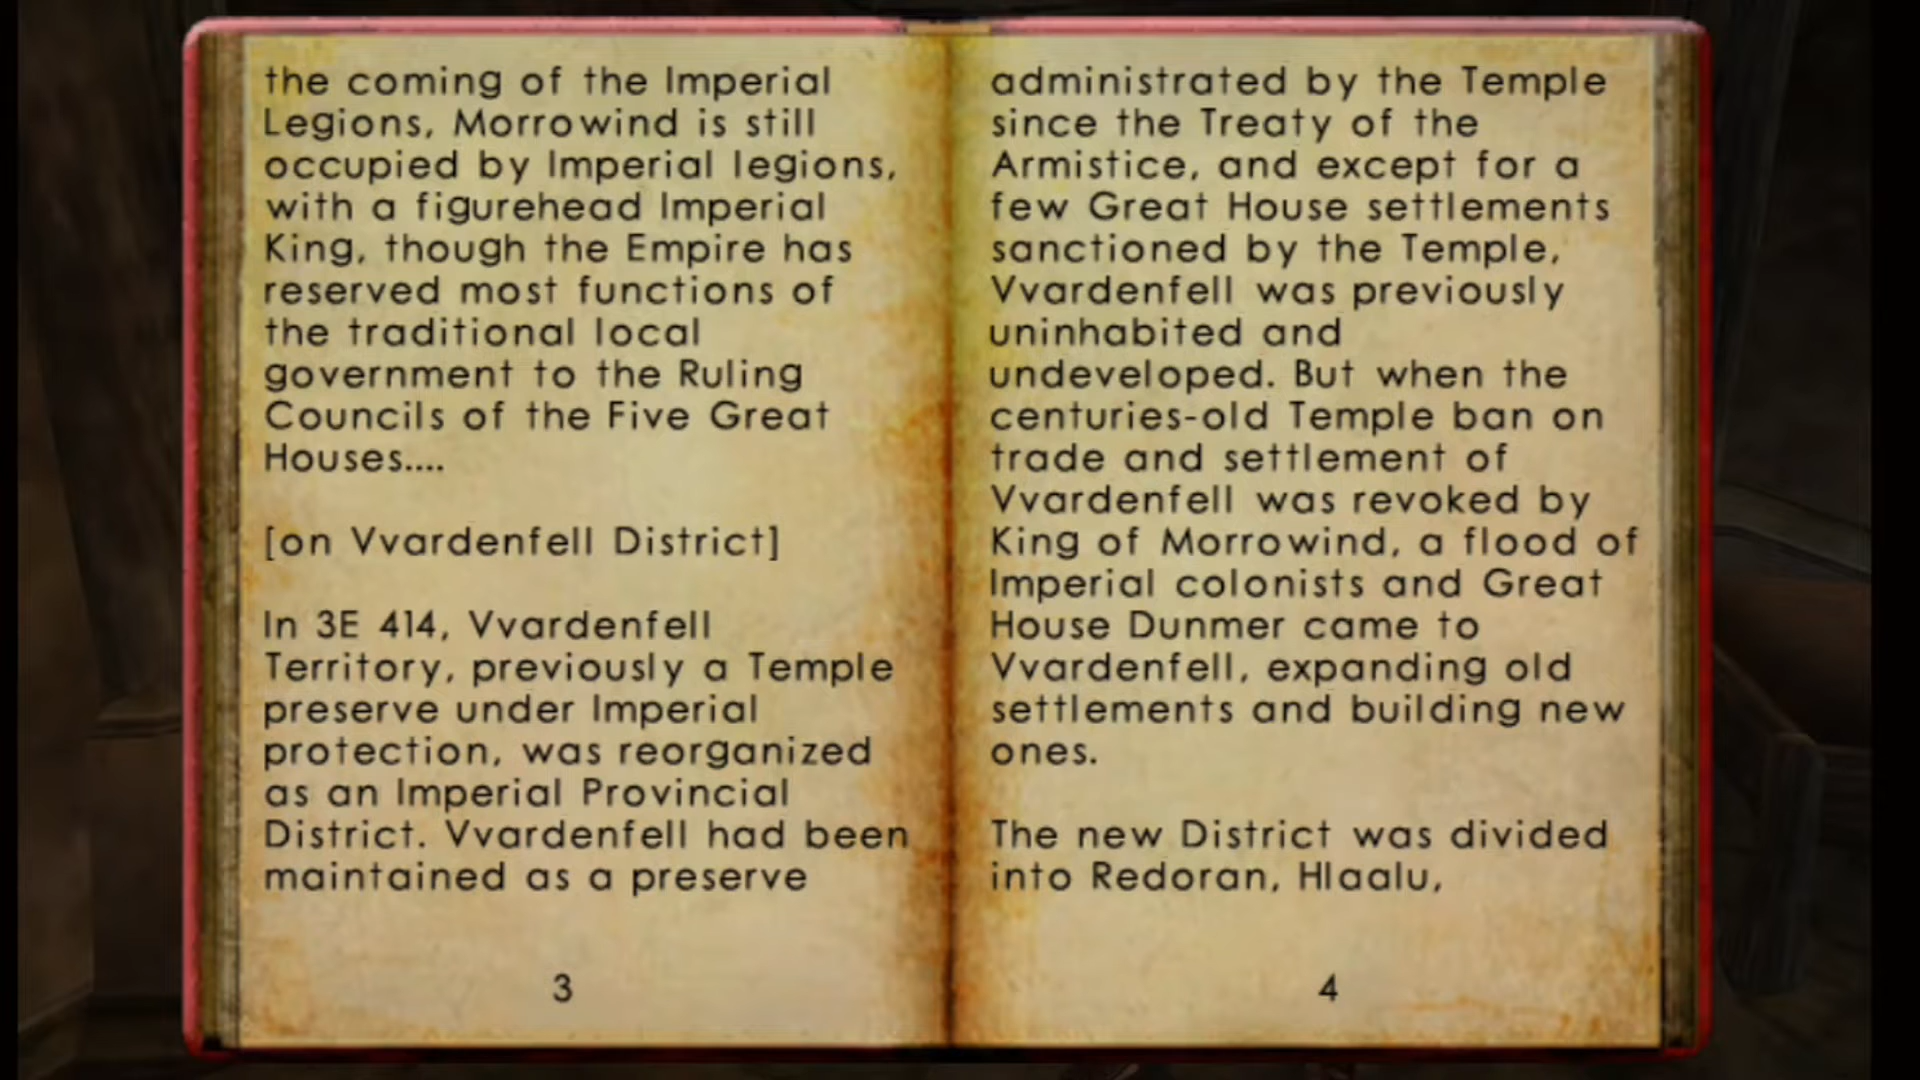 the coming of the Imperial
Legions, Morrowind is still
occupied by Imperial legions,
with a figurehead Imperial
King, though the Empire has
reserved most functions of
the traditional local
government to the Ruling
Councils of the Five Great
Houses....
[on Vvardenfell District]
In 3E 414, Vvardenfell
Territory, previously a Temple
preserve under Imperial
protection, was reorganized
as an Imperial Provincial
District. Vvardenfell had been
maintained as a preserve
3
administrated by the Temple
since the Treaty of the
Armistice, and except for a
few Great House settlements
sanctioned by the Temple,
Vvardenfell was previously
uninhabited and
undeveloped. But when the
centuries-old Temple ban on
trade and settlement of
Vvardenfell was revoked by
King of Morrowind, a flood of
Imperial colonists and Great
House Dunmer came to
Vvardenfell, expanding old
settlements and building new
ones.
The new District was divided
into Redoran, Hlaalu,
4